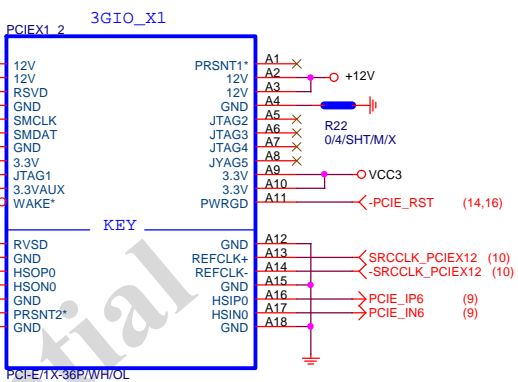 3GIO_X1
PCIEX1_2
12V PRSNT1* A1
12V 12V A2 +12V
RSVD 12V A3
GND GND A4
SMCLK JTAG2 A5 R22
SMDAT JTAG3 A6 0/4/SHT/M/X
GND JTAG4 A7
3.3V JYAG5 A8
JTAG1 3.3V A9 VCC3
3.3VAUX 3.3V A10
WAKE* PWRGD A11 -PCIE_RST (14,16)
KEY
RVSD GND A12
GND REFCLK+ A13 SRCCLK_PCIEX12 (10)
HSOP0 REFCLK- A14 -SRCCLK_PCIEX12 (10)
HSON0 GND A15
GND HSIP0 A16 PCIE_IP6 (9)
PRSNT2* HSIN0 A17 PCIE_IN6 (9)
GND GND A18
PCI-E/1X-36P/WH/OL
tial